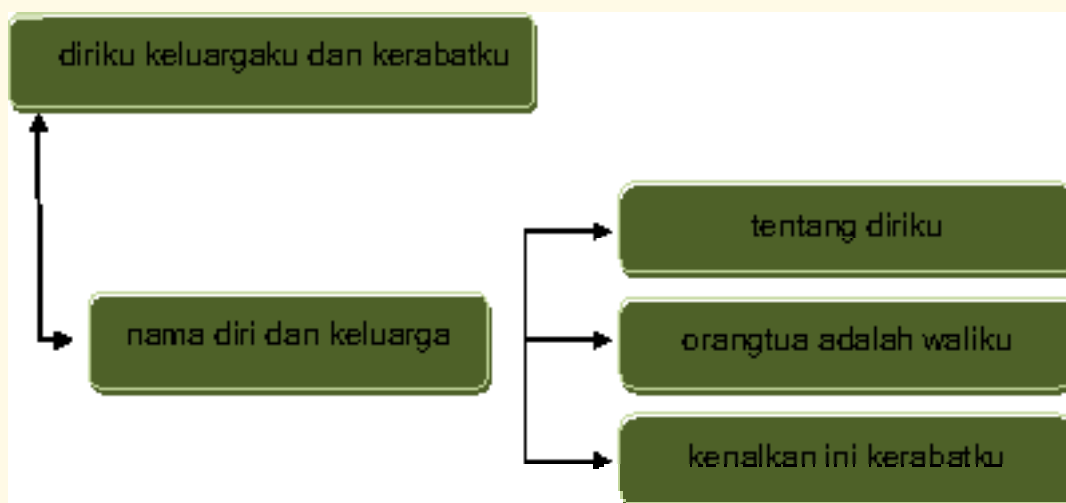 diriku keluargaku dan kerabatku
tentang diriku
nama diri dan keluarga
orangtua adalah waliku
kenalkan ini kerabatku